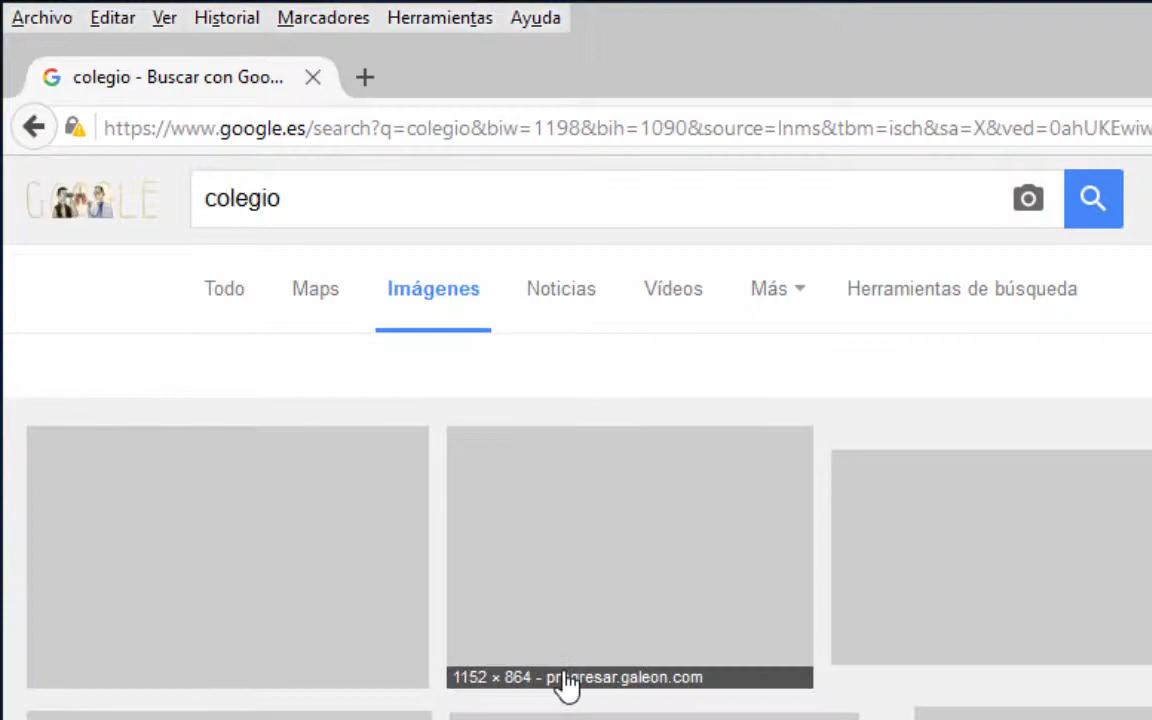 Archivo Editar Ver Historial Marcadores Herramientas Ayuda
colegio - Buscar con Goo...
https://www.google.es/search?q=colegio&biw=1198&bih=1090&source=lnms&tbm=isch&sa=X&ved=0ahUKEwiw
colegio
Todo Maps Imágenes Noticias Vídeos Más Herramientas de búsqueda
1152 × 864 - progresar.galeon.com